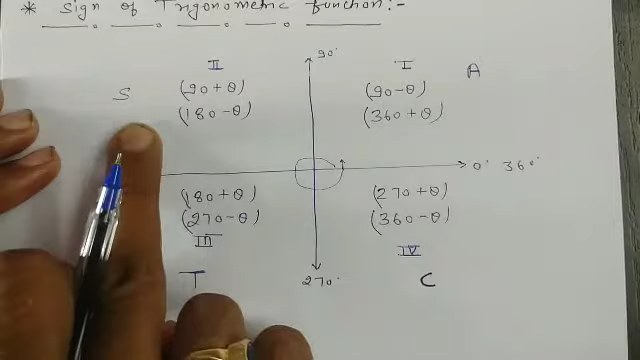 * Sign of Trigonometric function:-
90°
II
I
A
S
(90+θ)
(90-θ)
(180-θ)
(360+θ)
0° 360°
(180+θ)
(270+θ)
(270-θ)
(360-θ)
III
IV
T
270°
C